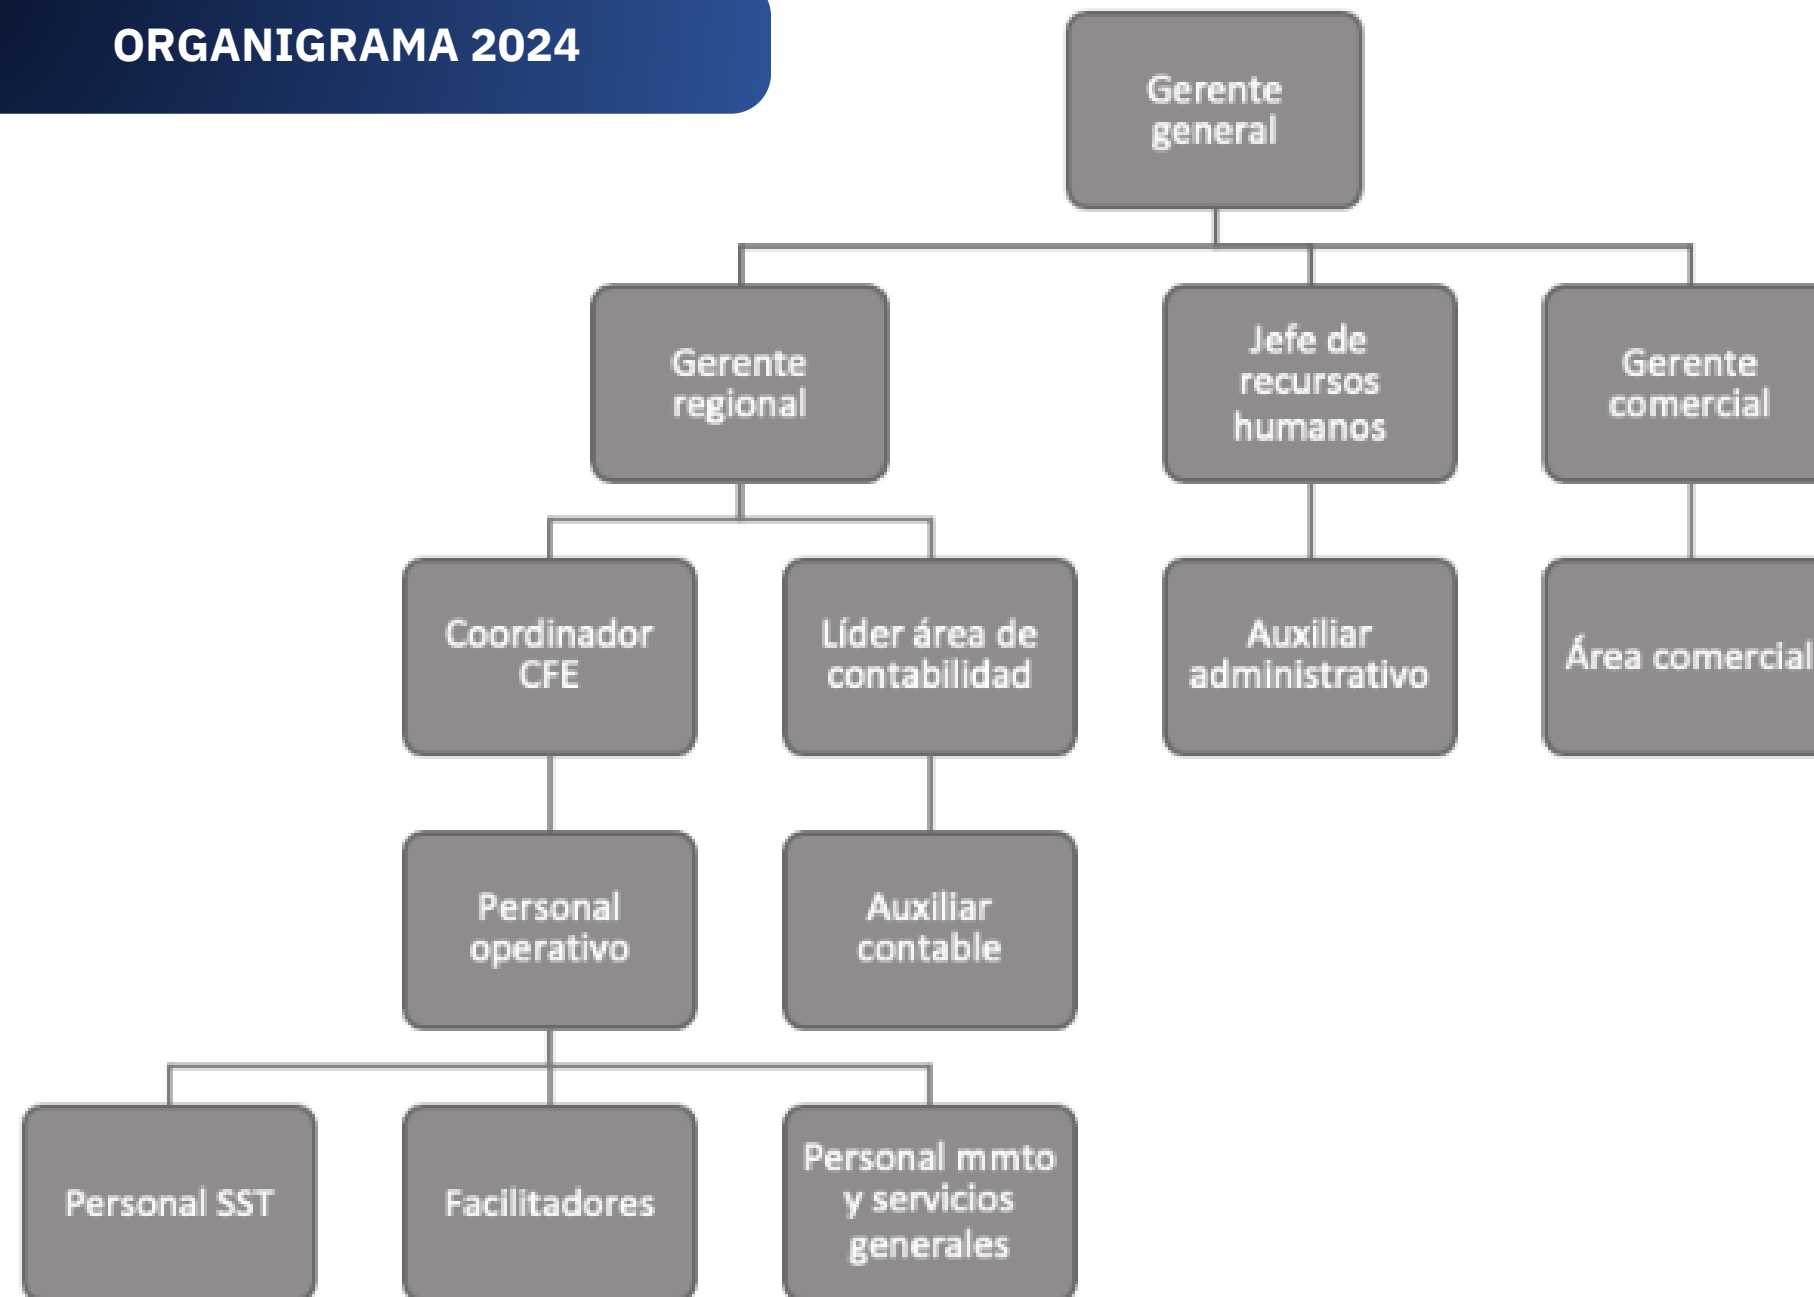 ORGANIGRAMA 2024
Gerente
general
Gerente
regional
Jefe de
recursos
humanos
Gerente
comercial
Coordinador
CFE
Líder área de
contabilidad
Auxiliar
administrativo
Área comercial
Personal
operativo
Auxiliar
contable
Personal SST
Facilitadores
Personal mmto
y servicios
generales